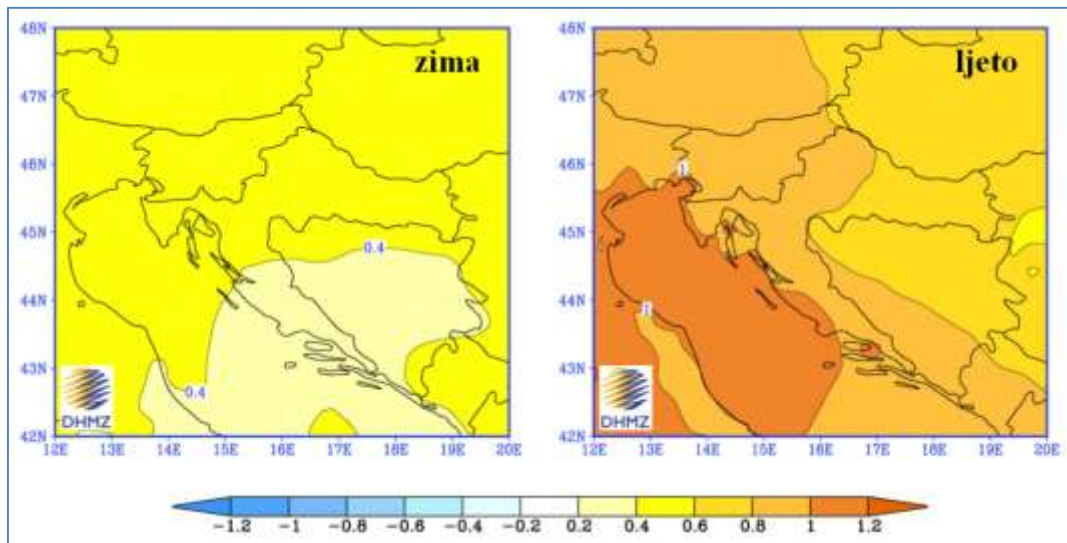 48N
47N
46N
45N
44N
43N
42N
12E 13E 14E 15E 16E 17E 18E 19E 20E
zima
0.4
0.4
DHMZ
48N
47N
46N
45N
44N
43N
42N
12E 13E 14E 15E 16E 17E 18E 19E 20E
ljeto
1
1
DHMZ
−1.2 −1 −0.8 −0.6 −0.4 −0.2 0.2 0.4 0.6 0.8 1 1.2